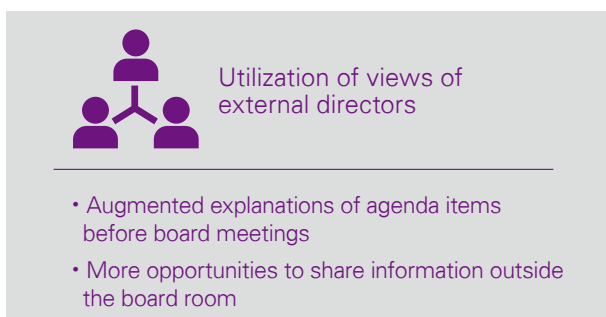 Utilization of views of
external directors
・Augmented explanations of agenda items
before board meetings
・More opportunities to share information outside
the board room